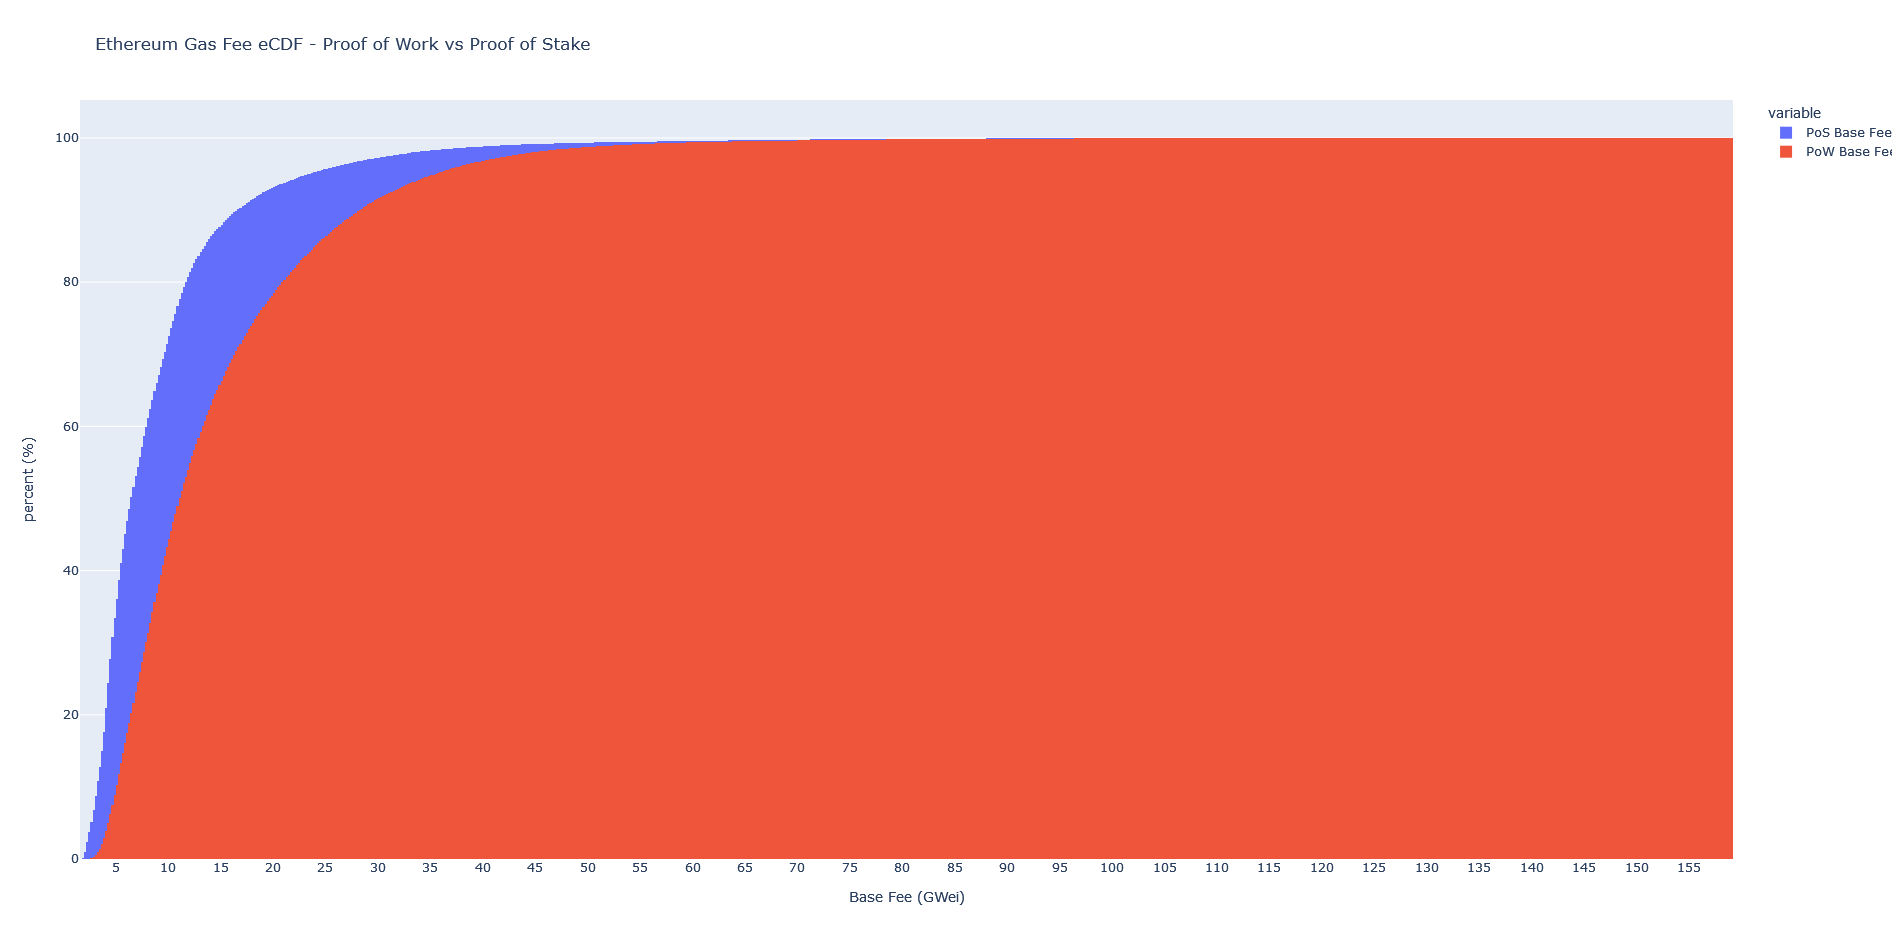 Ethereum Gas Fee eCDF - Proof of Work vs Proof of Stake
variable
PoS Base Fee
PoW Base Fee
percent (%)
100
80
60
40
20
0
5 10 15 20 25 30 35 40 45 50 55 60 65 70 75 80 85 90 95 100 105 110 115 120 125 130 135 140 145 150 155
Base Fee (GWei)